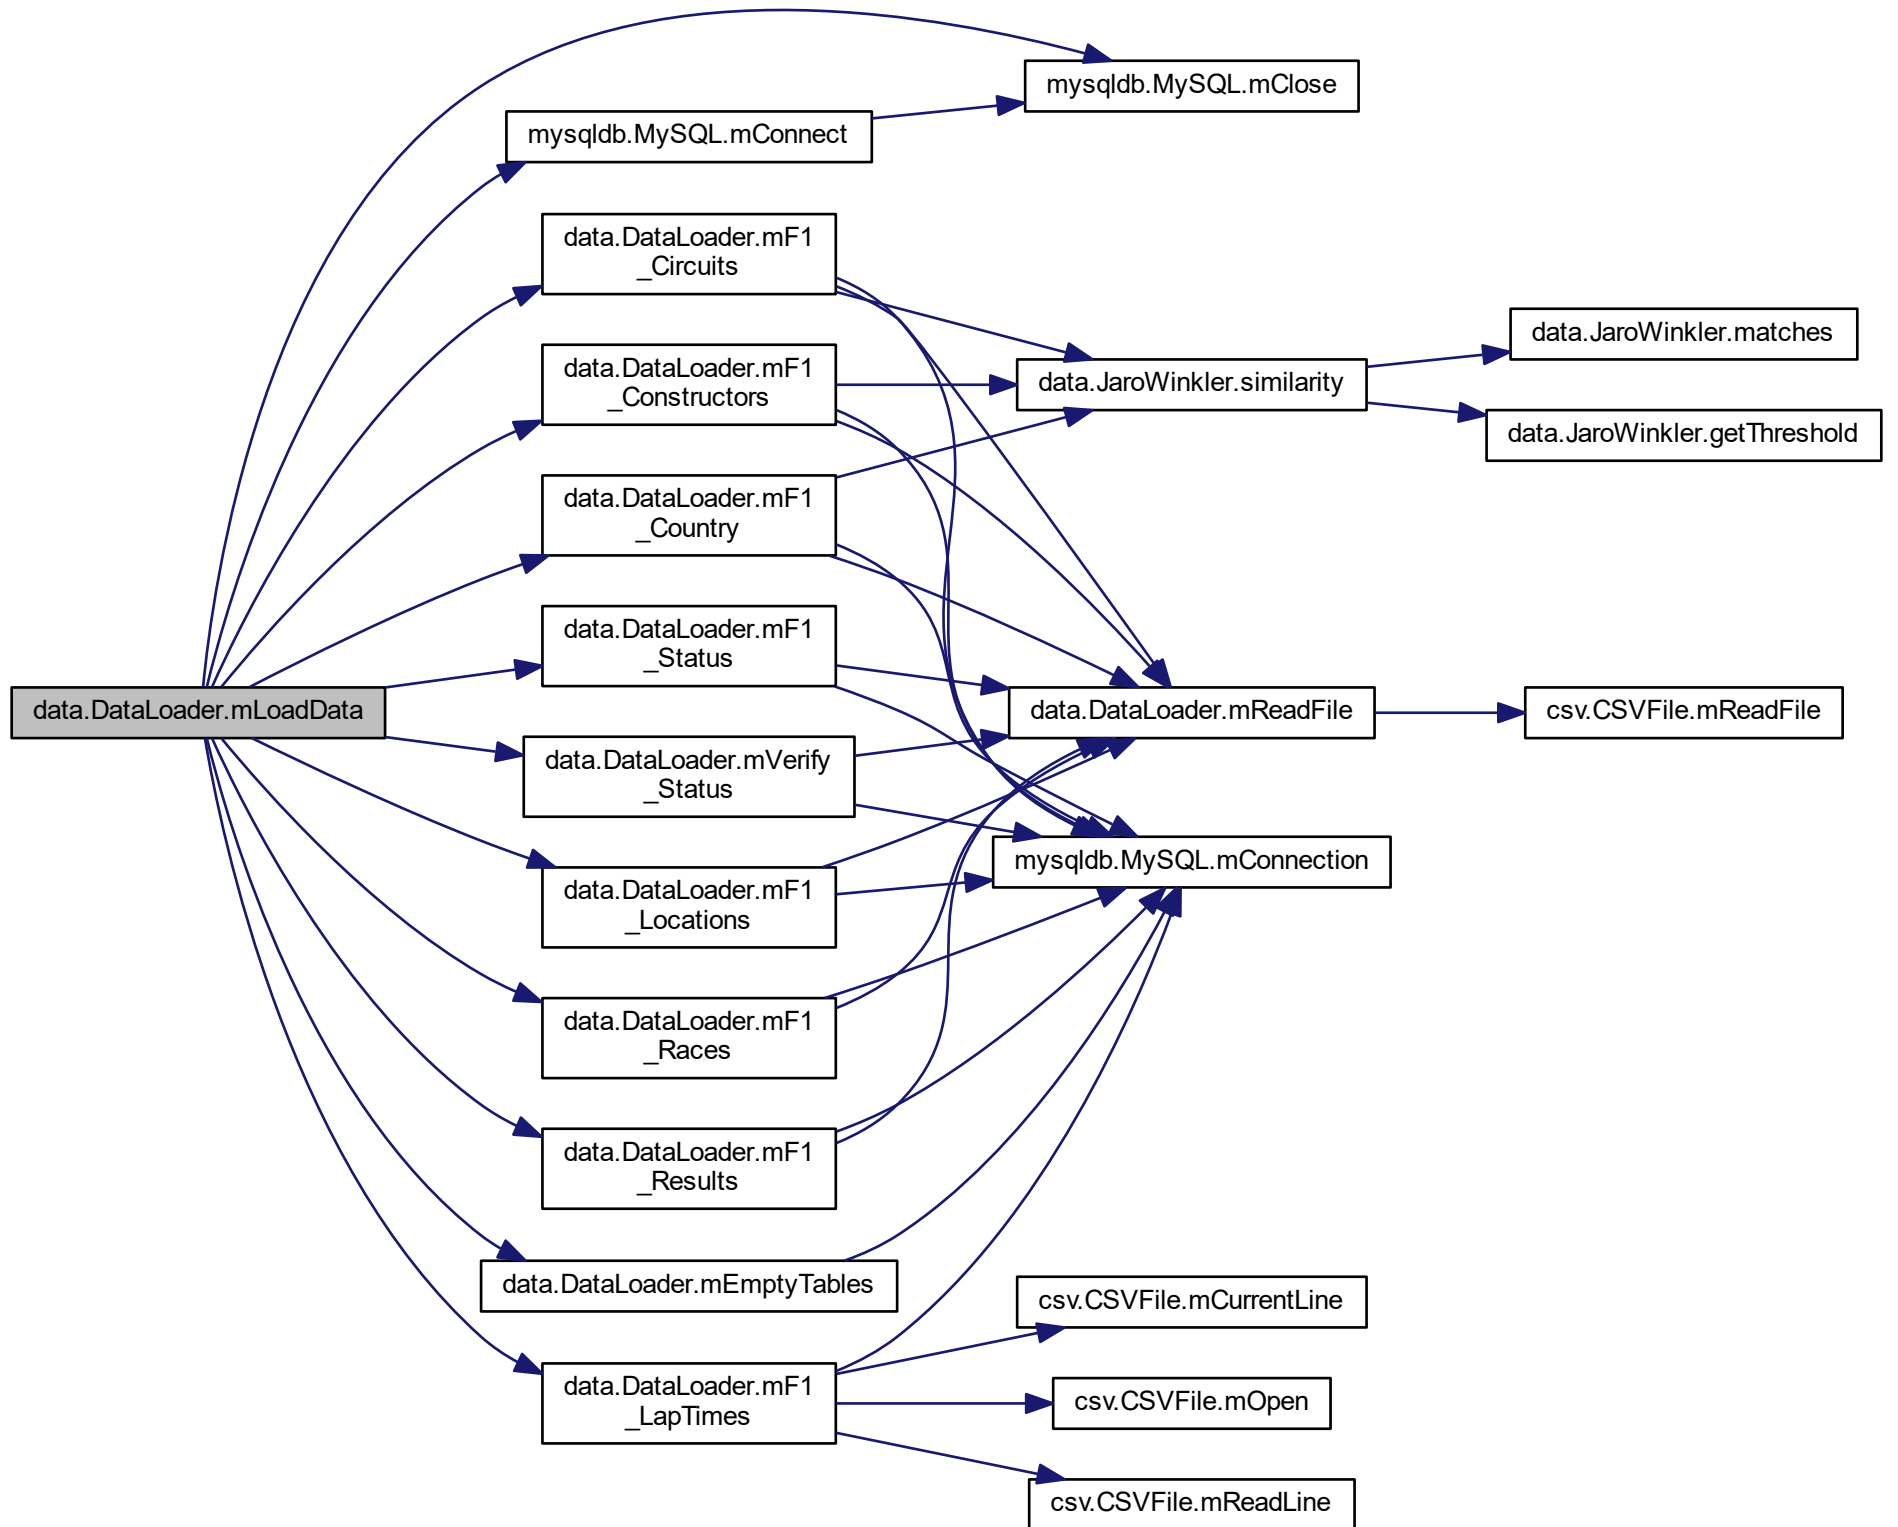 mysqldb.MySQL.mClose
mysqldb.MySQL.mConnect
data.DataLoader.mF1
_Circuits
data.DataLoader.mF1
_Constructors
data.JaroWinkler.similarity
data.JaroWinkler.matches
data.JaroWinkler.getThreshold
data.DataLoader.mF1
_Country
data.DataLoader.mF1
_Status
data.DataLoader.mLoadData
data.DataLoader.mReadFile
csv.CSVFile.mReadFile
data.DataLoader.mVerify
_Status
mysqldb.MySQL.mConnection
data.DataLoader.mF1
_Locations
data.DataLoader.mF1
_Races
data.DataLoader.mF1
_Results
data.DataLoader.mEmptyTables
csv.CSVFile.mCurrentLine
data.DataLoader.mF1
_LapTimes
csv.CSVFile.mOpen
csv.CSVFile.mReadLine